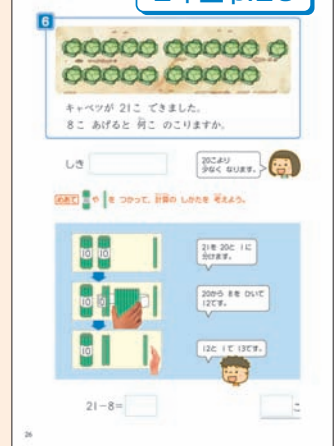 6
キャベツが 21こ できました。
8こ あげると 何こ のこりますか。
しき
20こより
少なく なります。
めあて や を つかって、計算の しかたを 考えよう。
10 10
21を 20と 1に
分けます。
10
20から 8を ひいて
12です。
10
12と 1で 13です。
21-8=
こ
26